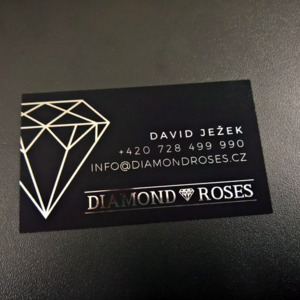 DAVID JEŽEK
+420 728 499 990
INFO@DIAMONDROSES.CZ
DIAMOND ROSES